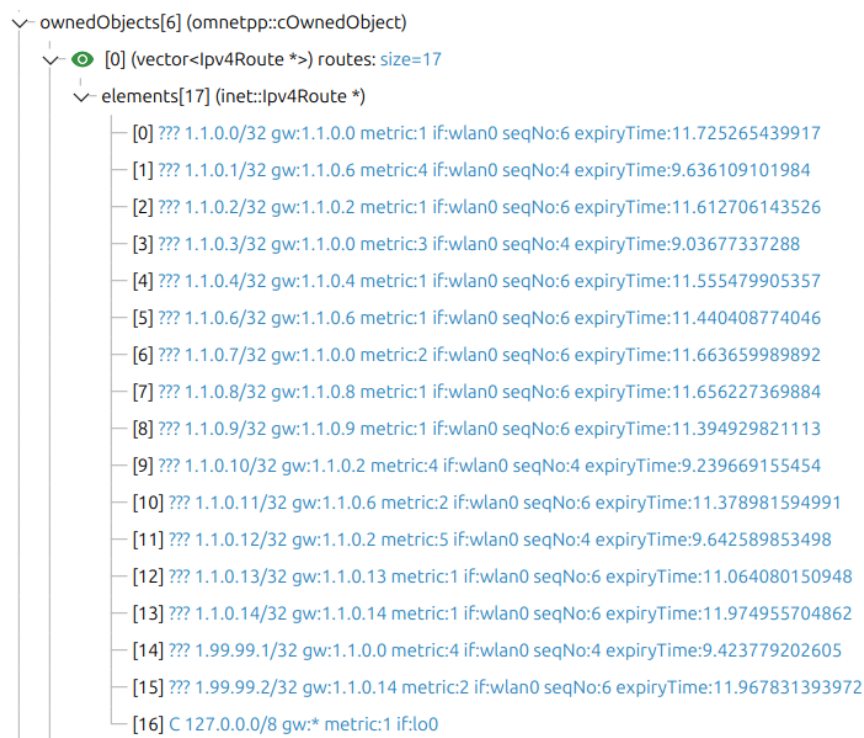 ownedObjects[6] (omnetpp::cOwnedObject)
[0] (vector<Ipv4Route *>) routes: size=17
elements[17] (inet::Ipv4Route *)
[0] ??? 1.1.0.0/32 gw:1.1.0.0 metric:1 if:wlan0 seqNo:6 expiryTime:11.725265439917
[1] ??? 1.1.0.1/32 gw:1.1.0.6 metric:4 if:wlan0 seqNo:4 expiryTime:9.636109101984
[2] ??? 1.1.0.2/32 gw:1.1.0.2 metric:1 if:wlan0 seqNo:6 expiryTime:11.612706143526
[3] ??? 1.1.0.3/32 gw:1.1.0.0 metric:3 if:wlan0 seqNo:4 expiryTime:9.03677337288
[4] ??? 1.1.0.4/32 gw:1.1.0.4 metric:1 if:wlan0 seqNo:6 expiryTime:11.555479905357
[5] ??? 1.1.0.6/32 gw:1.1.0.6 metric:1 if:wlan0 seqNo:6 expiryTime:11.440408774046
[6] ??? 1.1.0.7/32 gw:1.1.0.0 metric:2 if:wlan0 seqNo:6 expiryTime:11.663659989892
[7] ??? 1.1.0.8/32 gw:1.1.0.8 metric:1 if:wlan0 seqNo:6 expiryTime:11.656227369884
[8] ??? 1.1.0.9/32 gw:1.1.0.9 metric:1 if:wlan0 seqNo:6 expiryTime:11.394929821113
[9] ??? 1.1.0.10/32 gw:1.1.0.2 metric:4 if:wlan0 seqNo:4 expiryTime:9.239669155454
[10] ??? 1.1.0.11/32 gw:1.1.0.6 metric:2 if:wlan0 seqNo:6 expiryTime:11.378981594991
[11] ??? 1.1.0.12/32 gw:1.1.0.2 metric:5 if:wlan0 seqNo:4 expiryTime:9.642589853498
[12] ??? 1.1.0.13/32 gw:1.1.0.13 metric:1 if:wlan0 seqNo:6 expiryTime:11.064080150948
[13] ??? 1.1.0.14/32 gw:1.1.0.14 metric:1 if:wlan0 seqNo:6 expiryTime:11.974955704862
[14] ??? 1.99.99.1/32 gw:1.1.0.0 metric:4 if:wlan0 seqNo:4 expiryTime:9.423779202605
[15] ??? 1.99.99.2/32 gw:1.1.0.14 metric:2 if:wlan0 seqNo:6 expiryTime:11.967831393972
[16] C 127.0.0.0/8 gw:* metric:1 if:lo0